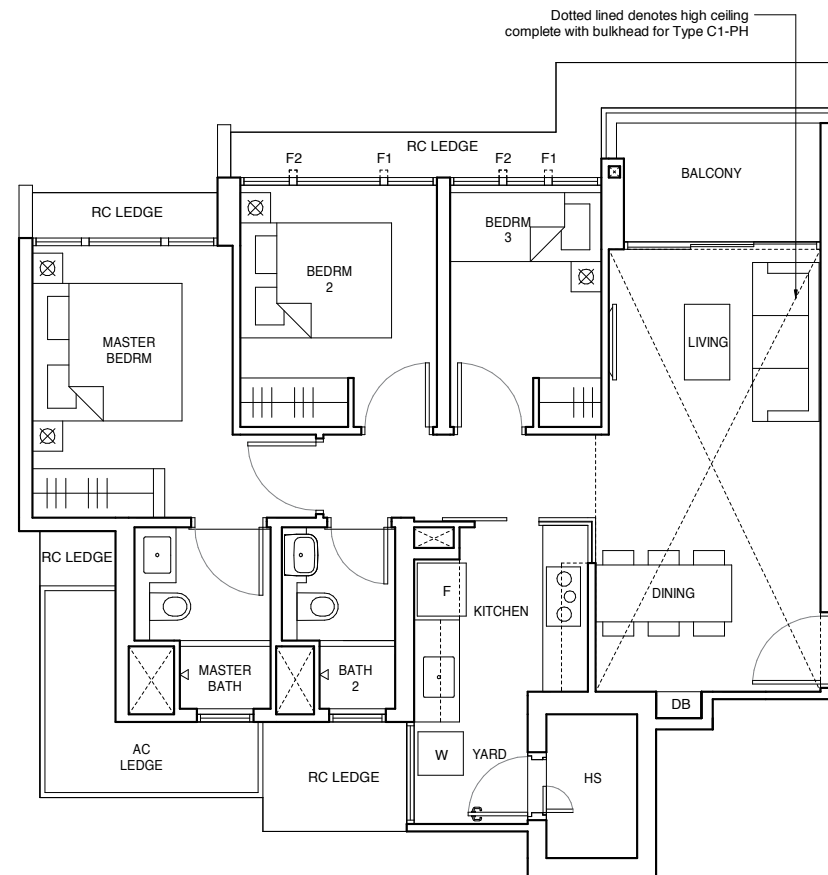 Dotted lined denotes high ceiling
complete with bulkhead for Type C1-PH
RC LEDGE
F2
F1
F2
F1
BALCONY
RC LEDGE
BEDRM
3
BEDRM
2
MASTER
BEDRM
LIVING
RC LEDGE
F
KITCHEN
DINING
MASTER
BATH
BATH
2
DB
AC
LEDGE
RC LEDGE
W
YARD
HS